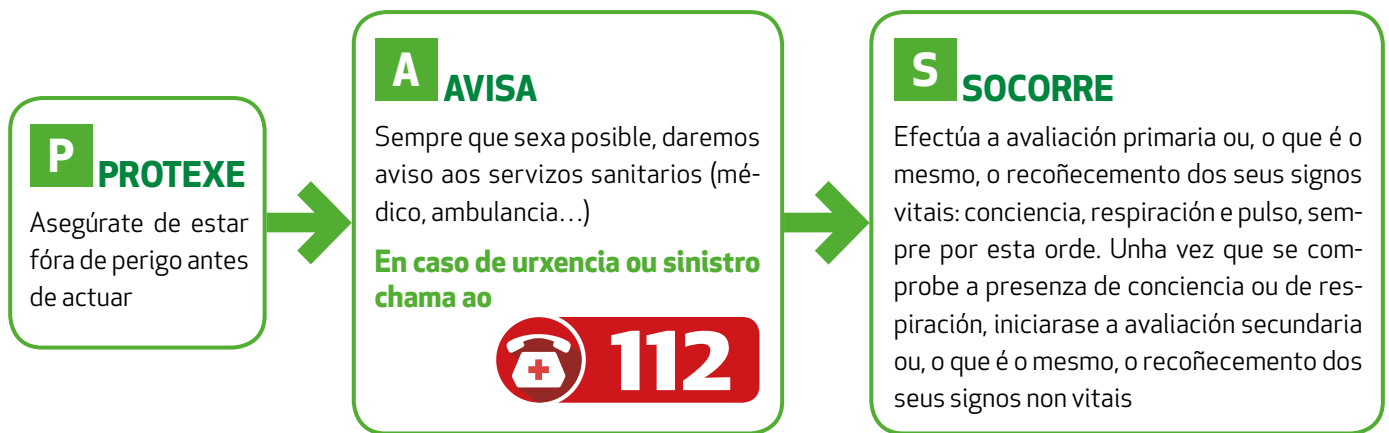 P PROTEXE
Asegúrate de estar
fóra de perigo antes
de actuar
A AVISA
Sempre que sexa posible, daremos
aviso aos servizos sanitarios (mé-
dico, ambulancia…)
En caso de urxencia ou sinistro
chama ao
112
S SOCORRE
Efectúa a avaliación primaria ou, o que é o
mesmo, o recoñecemento dos seus signos
vitais: conciencia, respiración e pulso, sem-
pre por esta orde. Unha vez que se com-
probe a presenza de conciencia ou de res-
piración, iniciarase a avaliación secundaria
ou, o que é o mesmo, o recoñecemento dos
seus signos non vitais